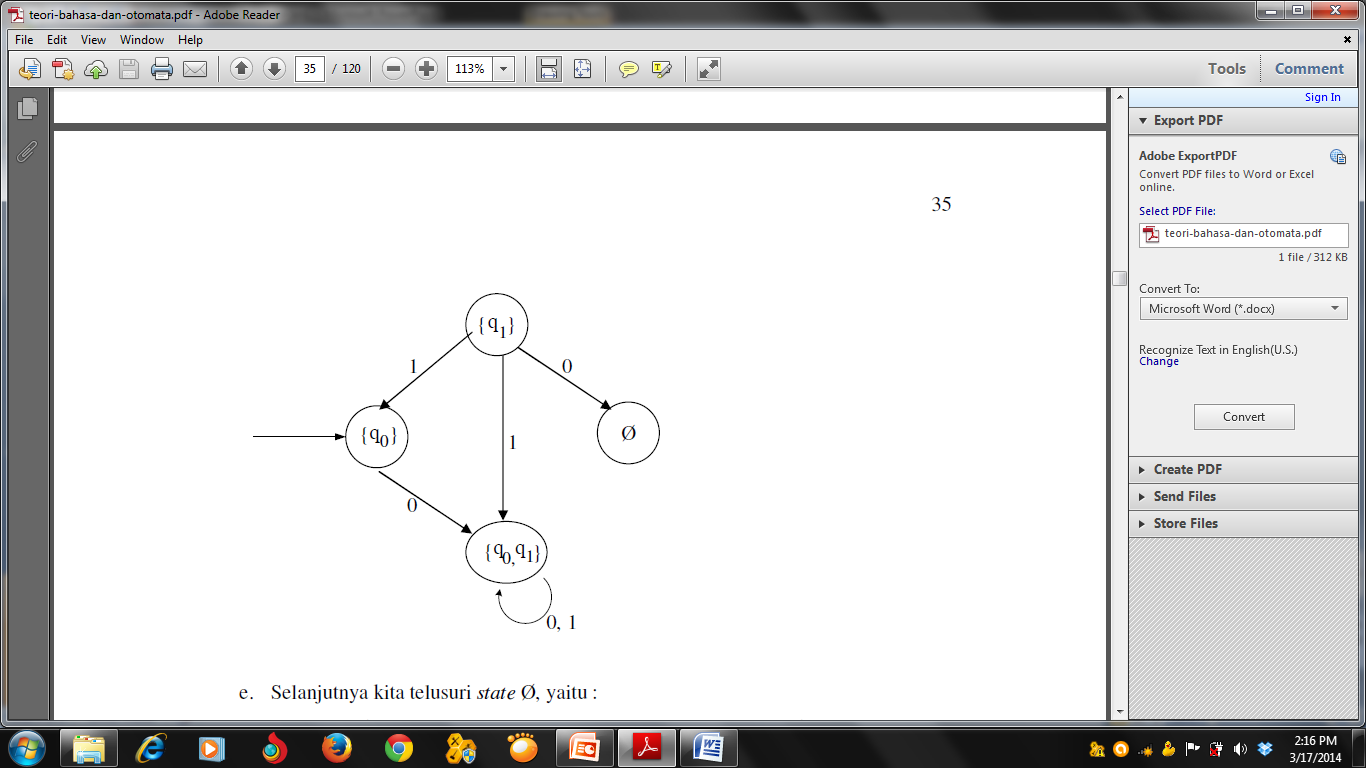 teori-bahasa-dan-otomata.pdf - Adobe Reader
File Edit View Window Help
35 / 120 113% Tools Comment
Sign In
Export PDF
Adobe ExportPDF
Convert PDF files to Word or Excel
online.
Select PDF File:
teori-bahasa-dan-otomata.pdf
1 file / 312 KB
Convert To:
Microsoft Word (*.docx)
Recognize Text in English(U.S.)
Change
Convert
Create PDF
Send Files
Store Files
35
{q1}
1 0
{q0} Ø
1
0
{q0,q1}
0, 1
e. Selanjutnya kita telusuri state Ø, yaitu :
2:16 PM
3/17/2014